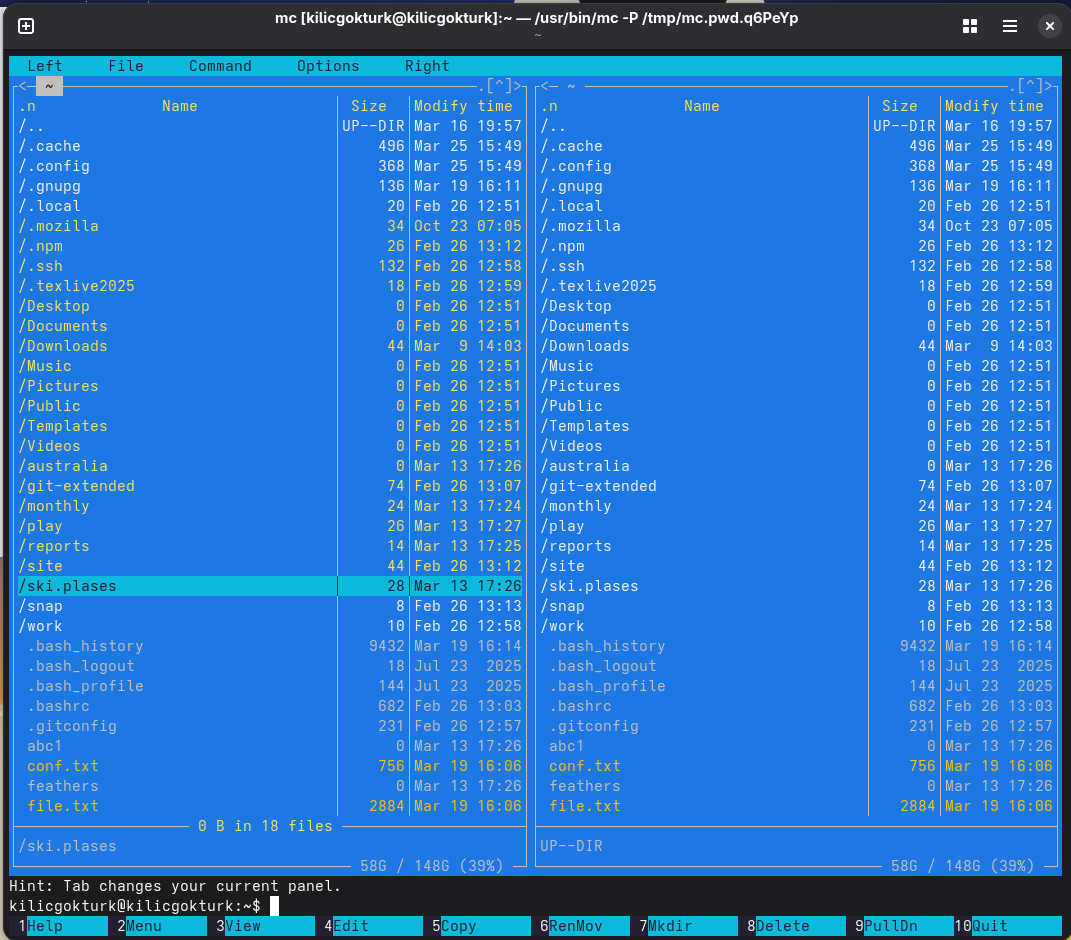 mc [kilicgokturk@kilicgokturk]:~ — /usr/bin/mc -P /tmp/mc.pwd.q6PeYp
~
Left File Command Options Right
<— ~ .[^]> <— ~ .[^]>
.n Name Size Modify time .n Name Size Modify time
/.. UP--DIR Mar 16 19:57 /.. UP--DIR Mar 16 19:57
/.cache 496 Mar 25 15:49 /.cache 496 Mar 25 15:49
/.config 368 Mar 25 15:49 /.config 368 Mar 25 15:49
/.gnupg 136 Mar 19 16:11 /.gnupg 136 Mar 19 16:11
/.local 20 Feb 26 12:51 /.local 20 Feb 26 12:51
/.mozilla 34 Oct 23 07:05 /.mozilla 34 Oct 23 07:05
/.npm 26 Feb 26 13:12 /.npm 26 Feb 26 13:12
/.ssh 132 Feb 26 12:58 /.ssh 132 Feb 26 12:58
/.texlive2025 18 Feb 26 12:59 /.texlive2025 18 Feb 26 12:59
/Desktop 0 Feb 26 12:51 /Desktop 0 Feb 26 12:51
/Documents 0 Feb 26 12:51 /Documents 0 Feb 26 12:51
/Downloads 44 Mar 9 14:03 /Downloads 44 Mar 9 14:03
/Music 0 Feb 26 12:51 /Music 0 Feb 26 12:51
/Pictures 0 Feb 26 12:51 /Pictures 0 Feb 26 12:51
/Public 0 Feb 26 12:51 /Public 0 Feb 26 12:51
/Templates 0 Feb 26 12:51 /Templates 0 Feb 26 12:51
/Videos 0 Feb 26 12:51 /Videos 0 Feb 26 12:51
/australia 0 Mar 13 17:26 /australia 0 Mar 13 17:26
/git-extended 74 Feb 26 13:07 /git-extended 74 Feb 26 13:07
/monthly 24 Mar 13 17:24 /monthly 24 Mar 13 17:24
/play 26 Mar 13 17:27 /play 26 Mar 13 17:27
/reports 14 Mar 13 17:25 /reports 14 Mar 13 17:25
/site 44 Feb 26 13:12 /site 44 Feb 26 13:12
/ski.plases 28 Mar 13 17:26 /ski.plases 28 Mar 13 17:26
/snap 8 Feb 26 13:13 /snap 8 Feb 26 13:13
/work 10 Feb 26 12:58 /work 10 Feb 26 12:58
.bash_history 9432 Mar 19 16:14 .bash_history 9432 Mar 19 16:14
.bash_logout 18 Jul 23 2025 .bash_logout 18 Jul 23 2025
.bash_profile 144 Jul 23 2025 .bash_profile 144 Jul 23 2025
.bashrc 682 Feb 26 13:03 .bashrc 682 Feb 26 13:03
.gitconfig 231 Feb 26 12:57 .gitconfig 231 Feb 26 12:57
abc1 0 Mar 13 17:26 abc1 0 Mar 13 17:26
conf.txt 756 Mar 19 16:06 conf.txt 756 Mar 19 16:06
feathers 0 Mar 13 17:26 feathers 0 Mar 13 17:26
file.txt 2884 Mar 19 16:06 file.txt 2884 Mar 19 16:06
0 B in 18 files
/ski.plases UP--DIR
58G / 148G (39%) 58G / 148G (39%)
Hint: Tab changes your current panel.
kilicgokturk@kilicgokturk:~$
1Help 2Menu 3View 4Edit 5Copy 6RenMov 7Mkdir 8Delete 9PullDn 10Quit